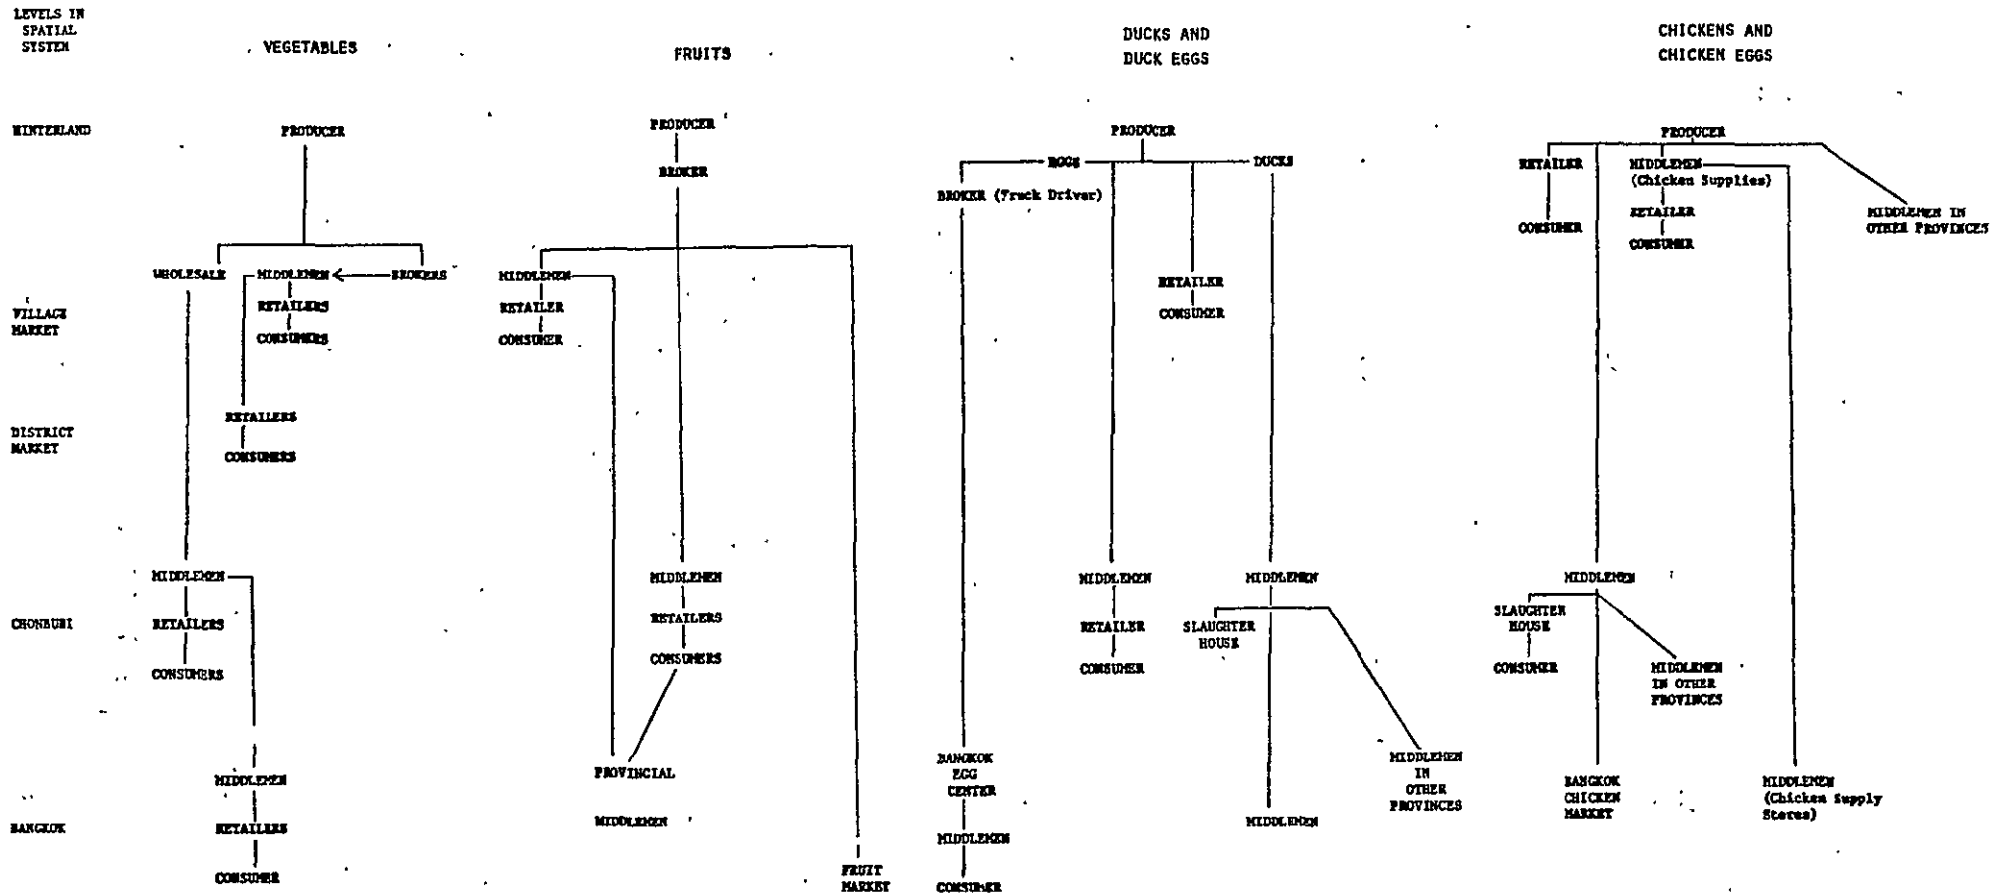 LEVELS IN
SPATIAL
SYSTEM
VEGETABLES
FRUITS
DUCKS AND
DUCK EGGS
CHICKENS AND
CHICKEN EGGS
HINTERLAND
PRODUCER
PRODUCER
BROKER
PRODUCER
EGGS
DUCKS
BROKER (Truck Driver)
PRODUCER
RETAILER
CONSUMER
MIDDLEMEN
(Chicken Supplies)
RETAILER
CONSUMER
MIDDLEMEN IN
OTHER PROVINCES
WHOLESALE
MIDDLEMEN
BROKERS
RETAILERS
CONSUMERS
MIDDLEMEN
RETAILER
CONSUMER
RETAILER
CONSUMER
VILLAGE
MARKET
RETAILERS
CONSUMERS
DISTRICT
MARKET
MIDDLEMEN
RETAILERS
CONSUMERS
MIDDLEMEN
RETAILERS
CONSUMERS
MIDDLEMEN
RETAILER
CONSUMER
MIDDLEMEN
SLAUGHTER
HOUSE
MIDDLEMEN
SLAUGHTER
HOUSE
CONSUMER
MIDDLEMEN
IN OTHER
PROVINCES
CHONBURI
MIDDLEMEN
RETAILERS
CONSUMER
PROVINCIAL
MIDDLEMEN
FRUIT
MARKET
BANGKOK
EGG
CENTER
MIDDLEMEN
CONSUMER
MIDDLEMEN
MIDDLEMEN
IN
OTHER
PROVINCES
BANGKOK
CHICKEN
MARKET
MIDDLEMEN
(Chicken Supply
Stores)
BANGKOK